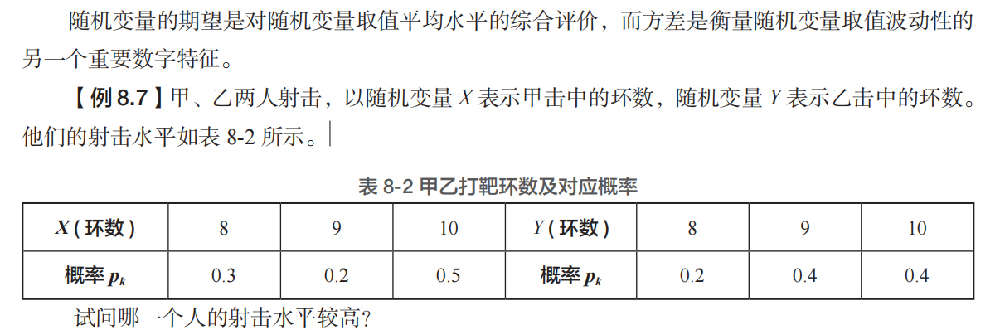 随机变量的期望是对随机变量取值平均水平的综合评价，而方差是衡量随机变量取值波动性的
另一个重要数字特征。
【例 8.7】甲、乙两人射击，以随机变量 X 表示甲击中的环数，随机变量 Y 表示乙击中的环数。
他们的射击水平如表 8-2 所示。
表 8-2 甲乙打靶环数及对应概率
X ( 环数 ) 8 9 10 Y ( 环数 ) 8 9 10
概率 pk 0.3 0.2 0.5 概率 pk 0.2 0.4 0.4
试问哪一个人的射击水平较高?